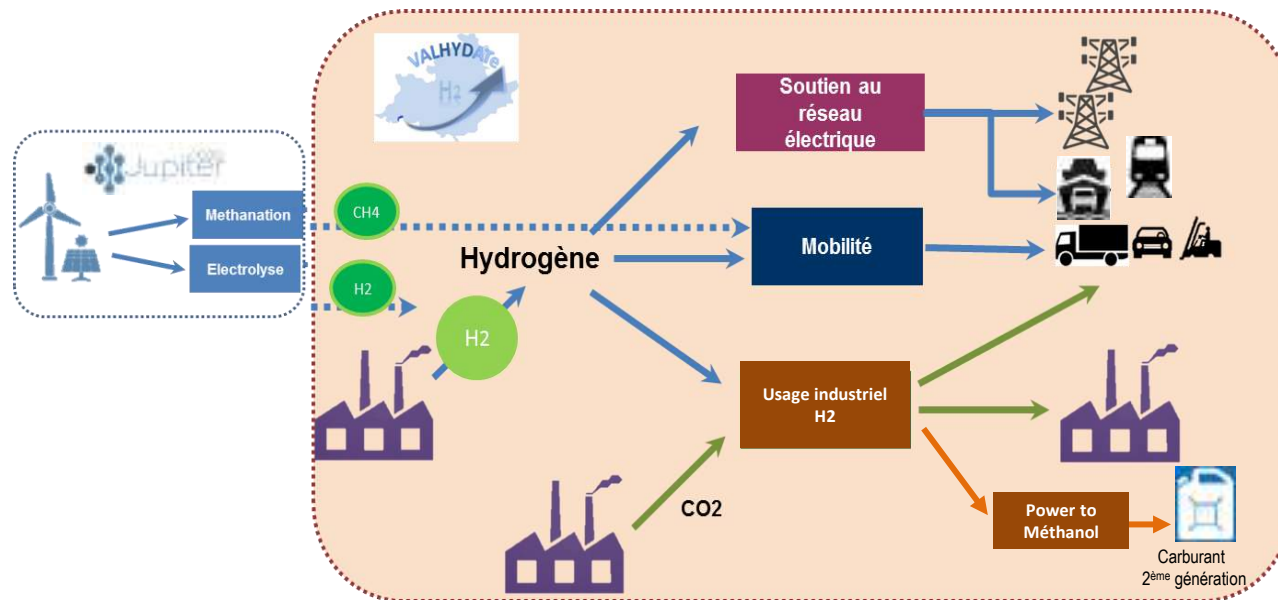 VALHYDATe
H2
Soutien au
réseau
électrique
Jupiter
1000
Methanation
CH4
Mobilité
Hydrogène
Electrolyse
H2
H2
Usage industriel
H2
CO2
Power to
Méthanol
Carburant
2ème génération